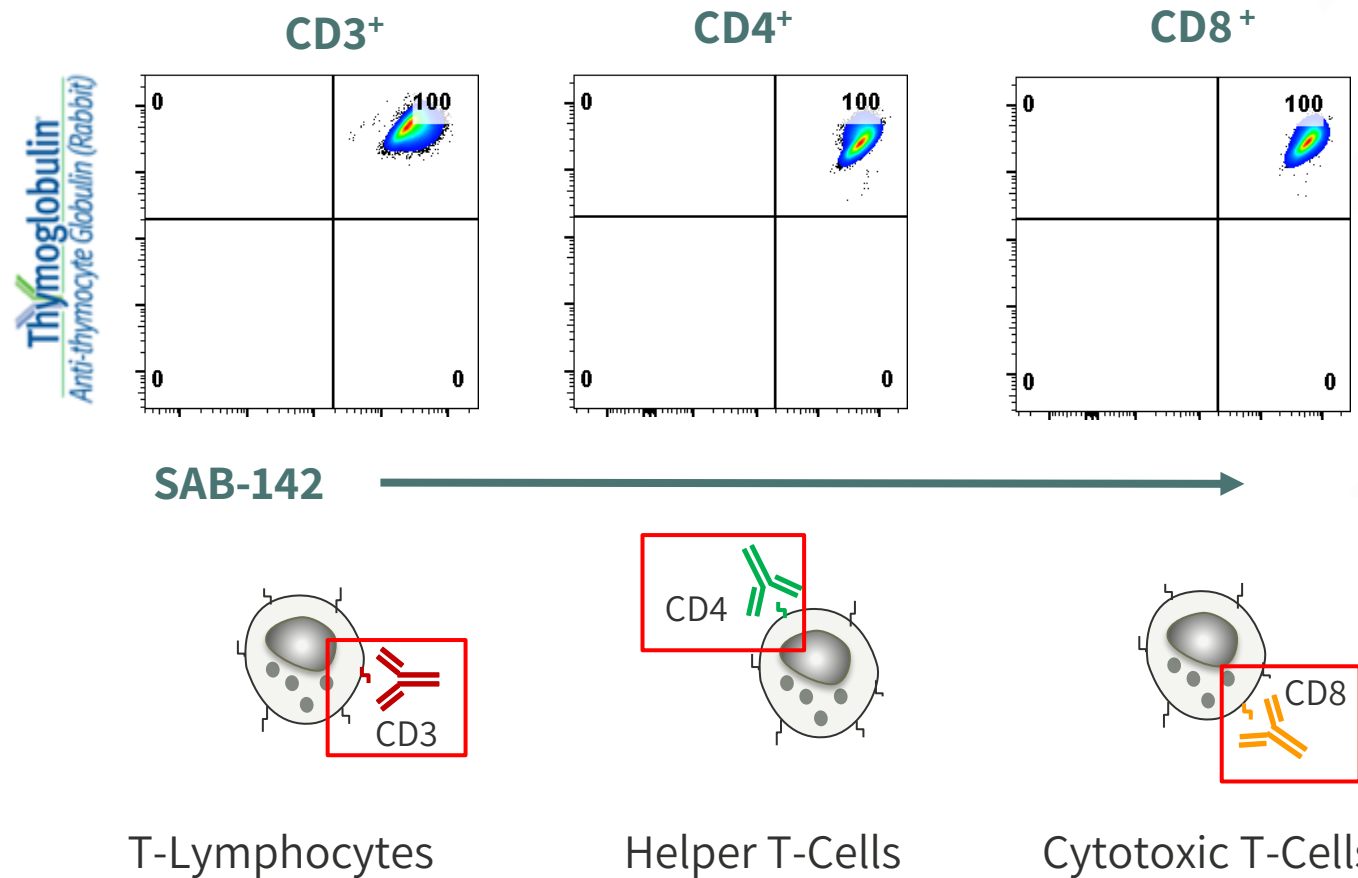 CD3⁺
CD4⁺
CD8⁺
Thymoglobulin
Anti-thymocyte Globulin (Rabbit)
0
100
0
0
0
100
0
0
0
100
0
0
SAB-142
CD3
CD4
CD8
T-Lymphocytes
Helper T-Cells
Cytotoxic T-Cells